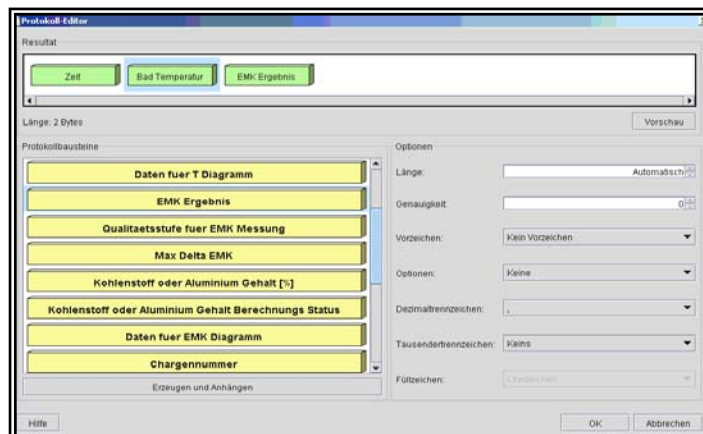 Protokoll-Editor
Resultat
Zeit
Bad Temperatur
EMK Ergebnis
Länge: 2 Bytes
Vorschau
Protokollbausteine
Daten fuer T Diagramm
EMK Ergebnis
Qualitaetsstufe fuer EMK Messung
Max Delta EMK
Kohlenstoff oder Aluminium Gehalt [%]
Kohlenstoff oder Aluminium Gehalt Berechnungs Status
Daten fuer EMK Diagramm
Chargennummer
Erzeugen und Anhängen
Optionen
Länge: Automatisch
Genauigkeit: 0
Vorzeichen: Kein Vorzeichen
Optionen: Keine
Dezimaltrennzeichen: ,
Tausendertrennzeichen: Keins
Füllzeichen: Leerzeichen
Hilfe
OK
Abbrechen